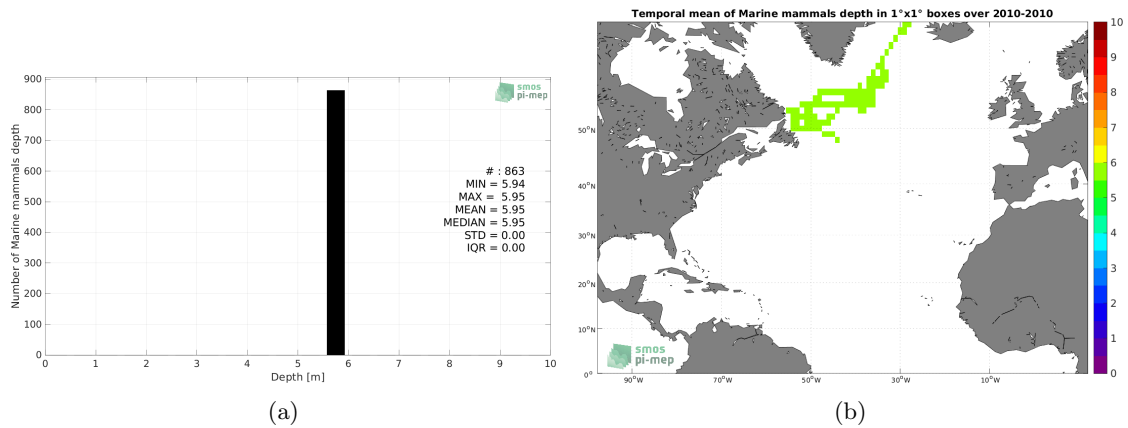 Number of Marine mammals depth
900
800
700
600
500
400
300
200
100
0
0 1 2 3 4 5 6 7 8 9 10
Depth [m]
smos
pi-mep
# : 863
MIN = 5.94
MAX = 5.95
MEAN = 5.95
MEDIAN = 5.95
STD = 0.00
IQR = 0.00
(a)
Temporal mean of Marine mammals depth in 1°x1° boxes over 2010-2010
50°N
40°N
30°N
20°N
10°N
0°
90°W 70°W 50°W 30°W 10°W
smos
pi-mep
10
9
8
7
6
5
4
3
2
1
0
(b)